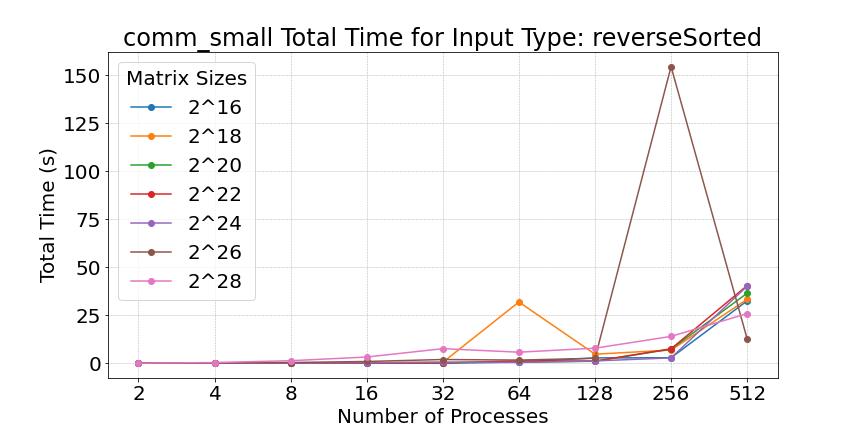 comm_small Total Time for Input Type: reverseSorted
Total Time (s)
150
125
100
75
50
25
0
Matrix Sizes
2^16
2^18
2^20
2^22
2^24
2^26
2^28
2 4 8 16 32 64 128 256 512
Number of Processes